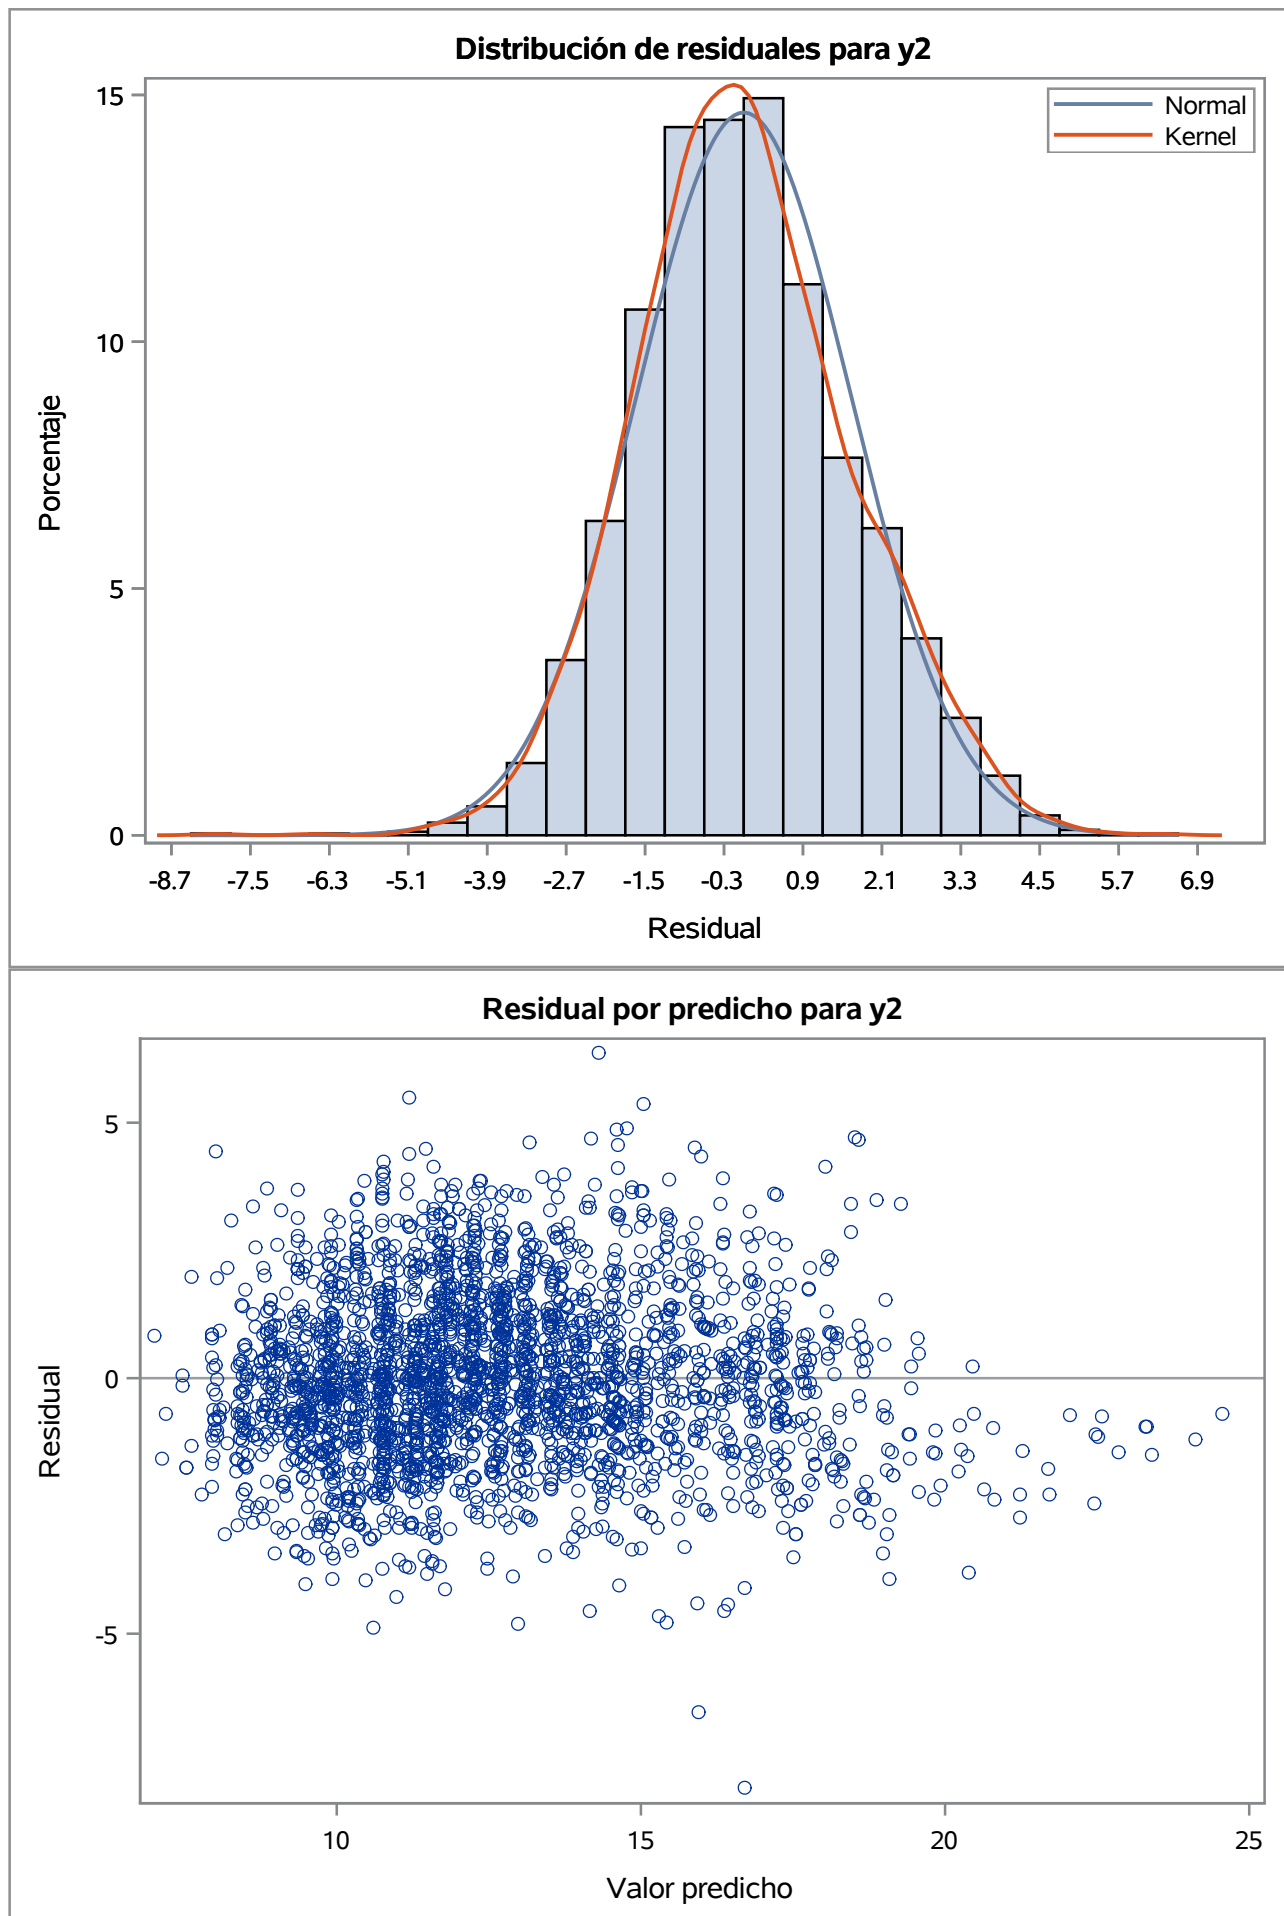 Distribución de residuales para y2
Normal
Kernel
15
10
5
0
Porcentaje
-8.7 -7.5 -6.3 -5.1 -3.9 -2.7 -1.5 -0.3 0.9 2.1 3.3 4.5 5.7 6.9
Residual
Residual por predicho para y2
5
0
-5
Residual
10 15 20 25
Valor predicho